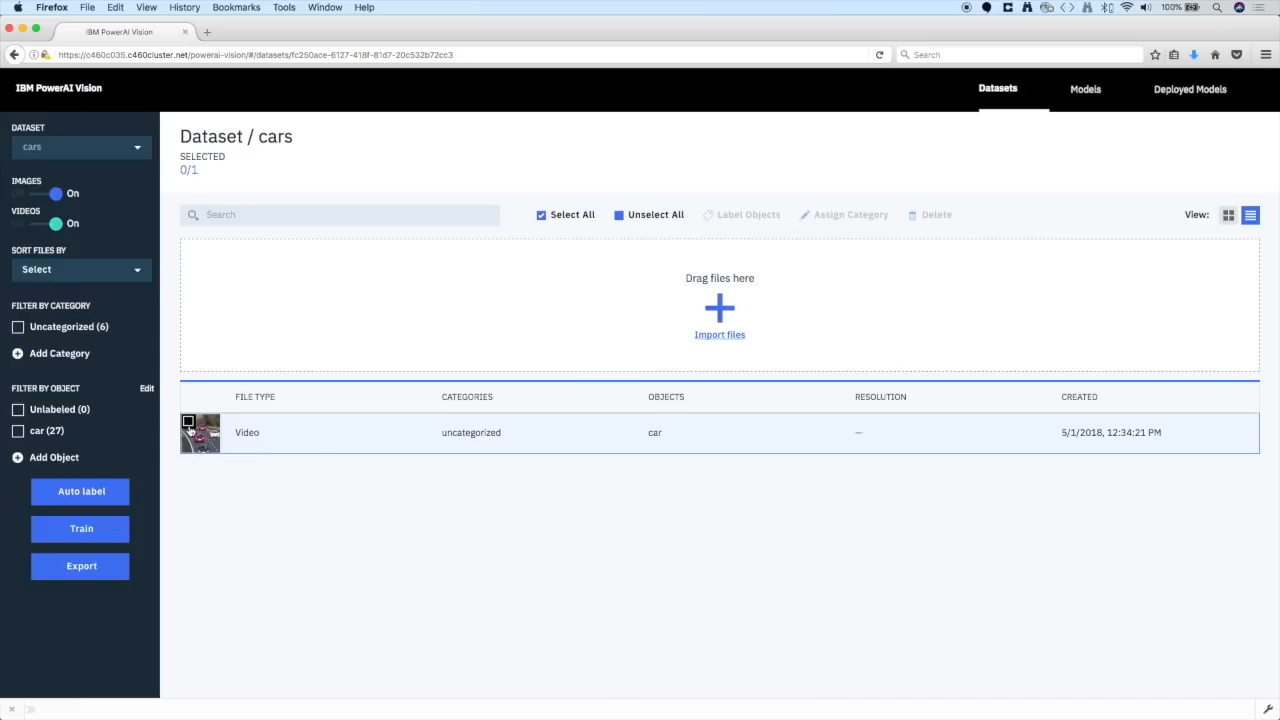 Firefox File Edit View History Bookmarks Tools Window Help 100%
IBM PowerAI Vision
https://c460c035.c460cluster.net/powerai-vision/#/datasets/fc250ace-6127-418f-81d7-20c532b72cc3 Search
IBM PowerAI Vision Datasets Models Deployed Models
DATASET
cars
IMAGES
On
VIDEOS
On
SORT FILES BY
Select
FILTER BY CATEGORY
Uncategorized (6)
Add Category
FILTER BY OBJECT Edit
Unlabeled (0)
car (27)
Add Object
Auto label
Train
Export
Dataset / cars
SELECTED
0/1
Search Select All Unselect All Label Objects Assign Category Delete View:
Drag files here
Import files
FILE TYPE CATEGORIES OBJECTS RESOLUTION CREATED
Video uncategorized car — 5/1/2018, 12:34:21 PM